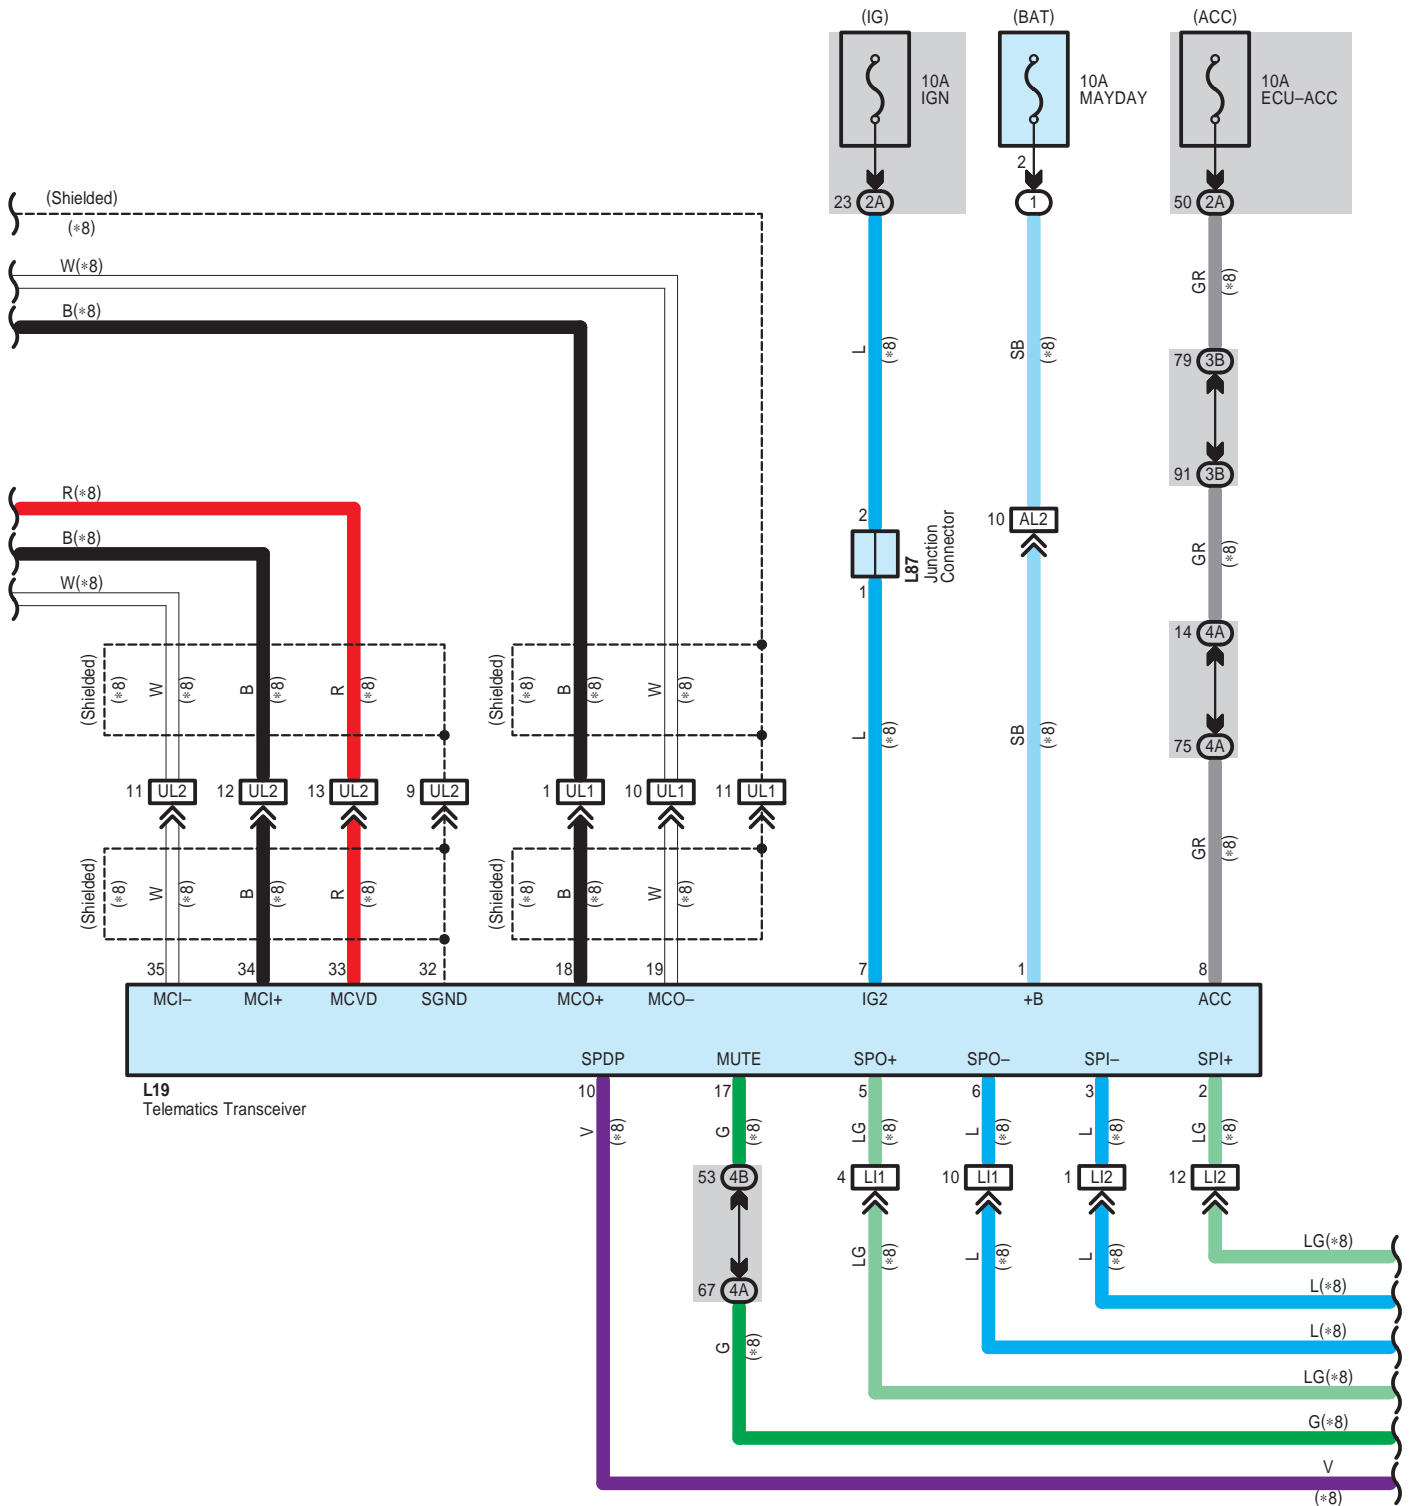 (IG) (BAT) (ACC)
10A IGN
10A MAYDAY
10A ECU–ACC
2
23 2A
1
50 2A
(Shielded)
(*8)
W(*8)
B(*8)
GR (*8)
L (*8)
SB (*8)
79 3B
91 3B
R(*8)
B(*8)
W(*8)
2
L87 Junction Connector
1
10 AL2
GR (*8)
14 4A
75 4A
(Shielded) (*8) W (*8) B (*8) R (*8)
(Shielded) (*8) B (*8) W (*8)
L (*8)
SB (*8)
11 UL2 12 UL2 13 UL2 9 UL2 1 UL1 10 UL1 11 UL1
GR (*8)
(Shielded) (*8) W (*8) B (*8) R (*8)
(Shielded) (*8) B (*8) W (*8)
35 34 33 32 18 19 7 1 8
MCI– MCI+ MCVD SGND MCO+ MCO– IG2 +B ACC
SPDP MUTE SPO+ SPO– SPI– SPI+
L19
Telematics Transceiver
10 17 5 6 3 2
V (*8) G (*8) LG (*8) L (*8) L (*8) LG (*8)
53 4B 4 LI1 10 LI1 1 LI2 12 LI2
LG (*8) L (*8) L (*8)
67 4A
G (*8)
LG(*8)
L(*8)
L(*8)
LG(*8)
G(*8)
V
(*8)